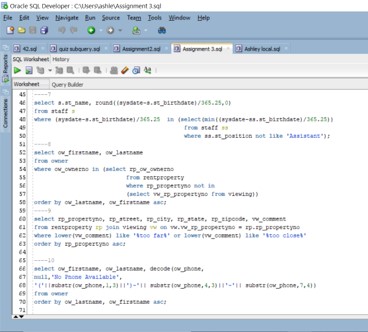 Oracle SQL Developer : C:\Users\ashle\Assignment 3.sql
File Edit View Navigate Run Source Team Tools Window Help
42.sql quiz subquery.sql Assignment2.sql Assignment 3.sql Ashley local.sql
SQL Worksheet History
Worksheet Query Builder
Reports
Connections
45 ----7
46 select s.st_name, round((sysdate-s.st_birthdate)/365.25,0)
47 from staff s
48 where (sysdate-s.st_birthdate)/365.25 in (select(min((sysdate-ss.st_birthdate)/365.25))
49 from staff ss
50 where ss.st_position not like 'Assistant');
51 ----8
52 select ow_firstname, ow_lastname
53 from owner
54 where ow_ownerno in (select rp_ow_ownerno
55 from rentproperty
56 where rp_propertyno not in
57 (select vw_rp_propertyno from viewing))
58 order by ow_lastname, ow_firstname asc;
59 ----9
60 select rp_propertyno, rp_street, rp_city, rp_state, rp_zipcode, vw_comment
61 from rentproperty rp join viewing vw on vw.vw_rp_propertyno = rp.rp_propertyno
62 where lower(vw_comment) like '%too far%' or lower(vw_comment) like '%too close%'
63 order by rp_propertyno asc;
64
65 ----10
66 select ow_firstname, ow_lastname, decode(ow_phone,
67 null,'No Phone Available',
68 '('||substr(ow_phone,1,3)||')-'|| substr(ow_phone,4,3)||'-'|| substr(ow_phone,7,4))
69 from owner
70 order by ow_lastname, ow_firstname asc;
71